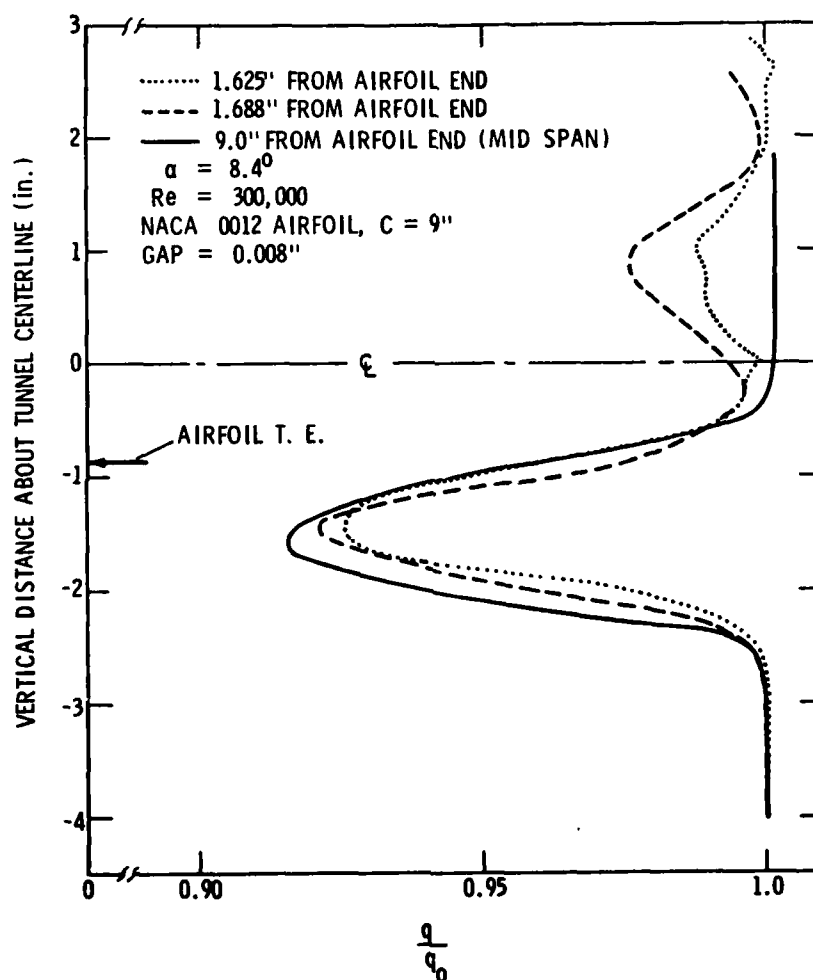 3
2
1
0
-1
-2
-3
-4
VERTICAL DISTANCE ABOUT TUNNEL CENTERLINE (in.)
1.625" FROM AIRFOIL END
1.688" FROM AIRFOIL END
9.0" FROM AIRFOIL END (MID SPAN)
α = 8.4⁰
Re = 300,000
NACA 0012 AIRFOIL, C = 9"
GAP = 0.008"
℄
AIRFOIL T. E.
0 0.90 0.95 1.0
q
q₀